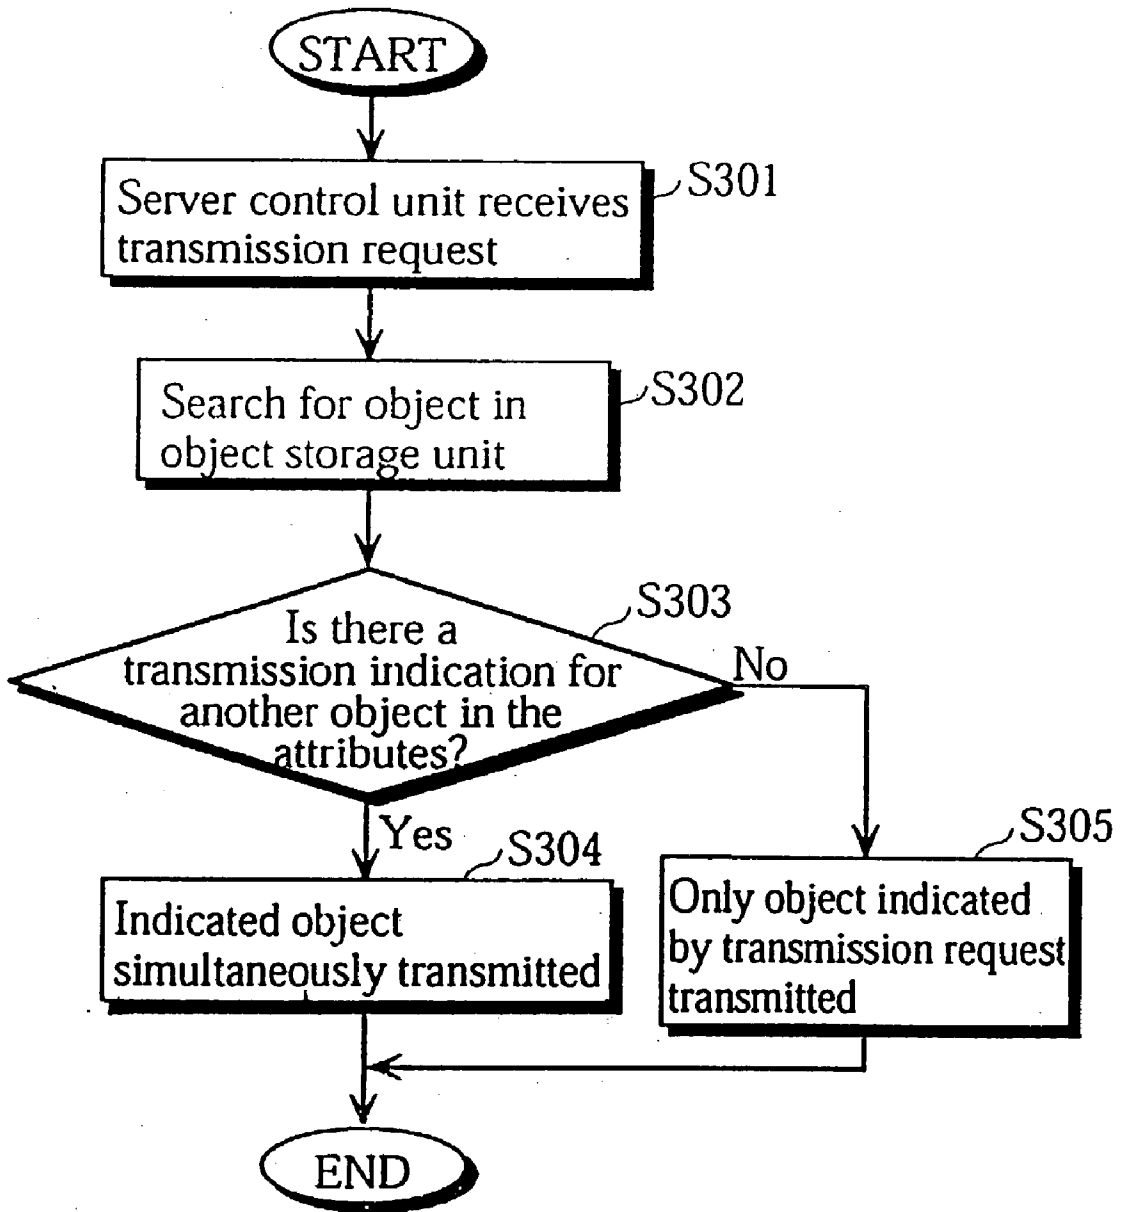 START
S301
Server control unit receives
transmission request
S302
Search for object in
object storage unit
S303
Is there a
transmission indication for
another object in the
attributes?
No
Yes
S304
Indicated object
simultaneously transmitted
S305
Only object indicated
by transmission request
transmitted
END